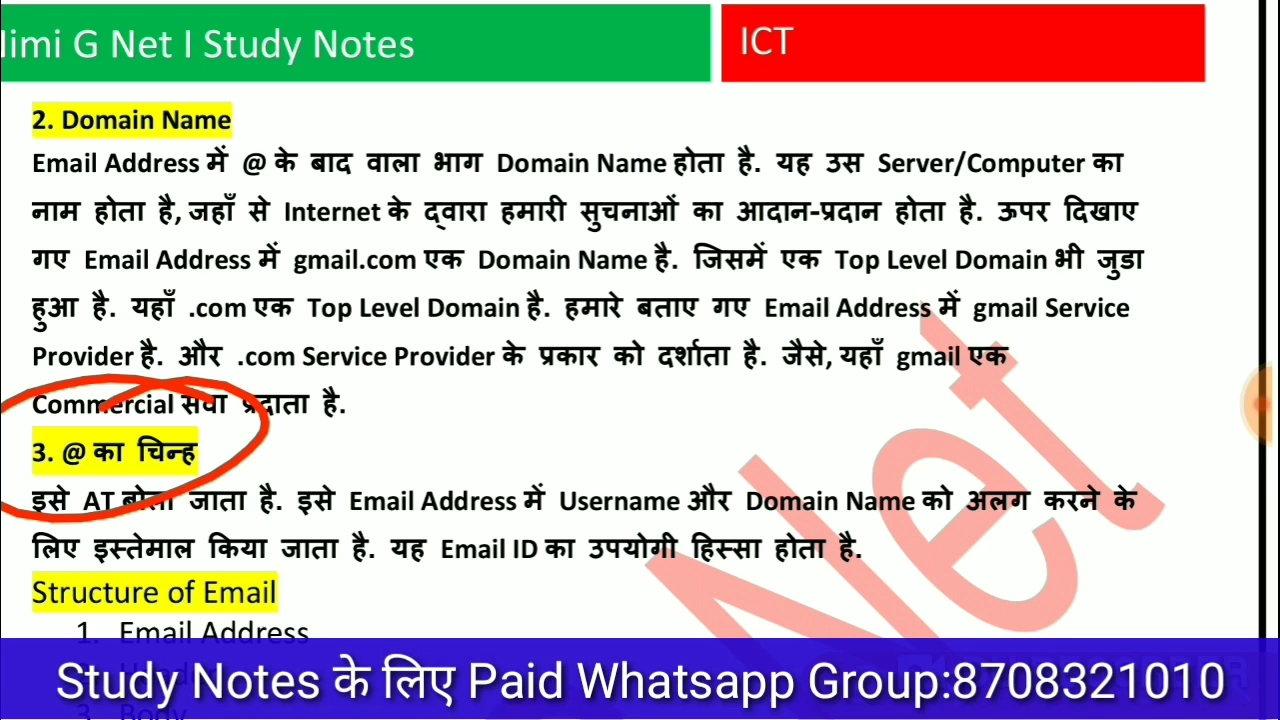 imi G Net I Study Notes
ICT
2. Domain Name
Email Address में @ के बाद वाला भाग Domain Name होता है. यह उस Server/Computer का
नाम होता है, जहाँ से Internet के द्वारा हमारी सुचनाओं का आदान-प्रदान होता है. ऊपर दिखाए
गए Email Address में gmail.com एक Domain Name है. जिसमें एक Top Level Domain भी जुडा
हुआ है. यहाँ .com एक Top Level Domain है. हमारे बताए गए Email Address में gmail Service
Provider है. और .com Service Provider के प्रकार को दर्शाता है. जैसे, यहाँ gmail एक
Commercial सेवा प्रदाता है.
3. @ का चिन्ह
इसे AT बोला जाता है. इसे Email Address में Username और Domain Name को अलग करने के
लिए इस्तेमाल किया जाता है. यह Email ID का उपयोगी हिस्सा होता है.
Structure of Email
1. Email Address
3. Body
Study Notes के लिए Paid Whatsapp Group:8708321010
Net